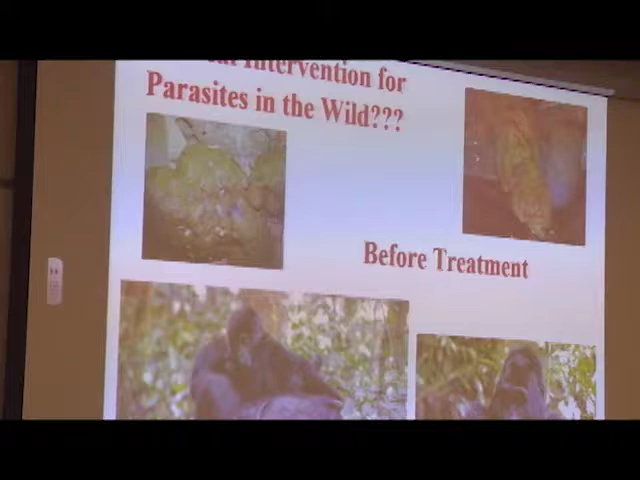 Intervention for
Parasites in the Wild???
Before Treatment